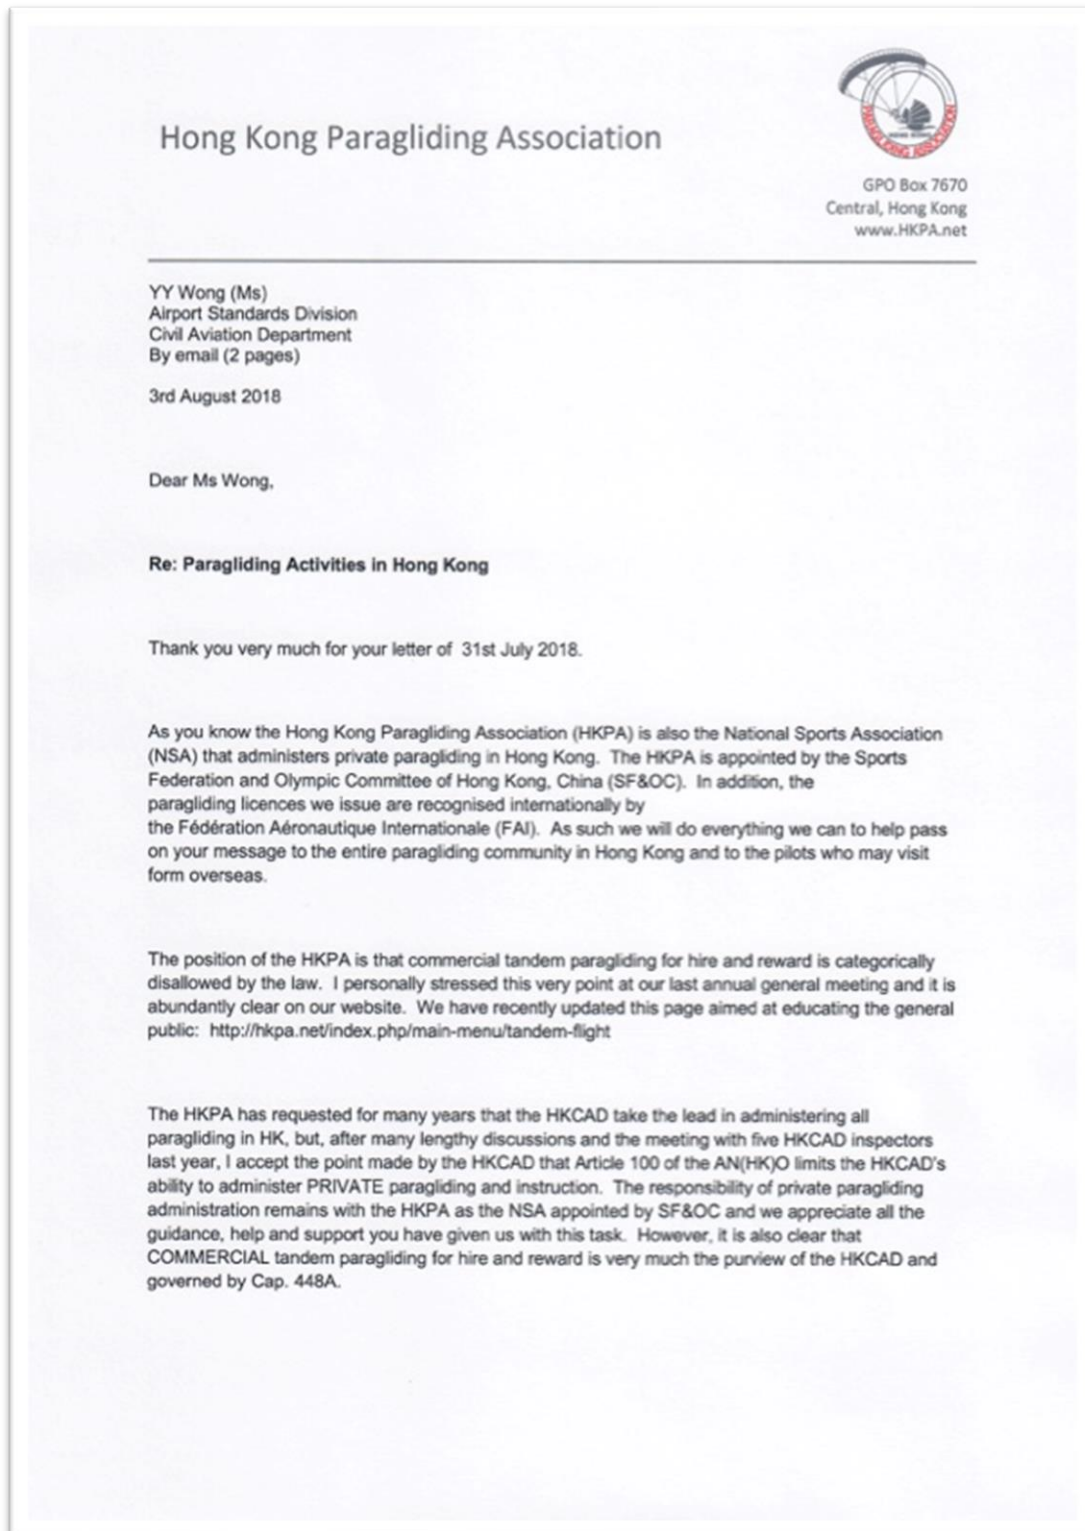 Hong Kong Paragliding Association
PARAGLIDING ASSOCIATION
HONG KONG
GPO Box 7670
Central, Hong Kong
www.HKPA.net
YY Wong (Ms)
Airport Standards Division
Civil Aviation Department
By email (2 pages)
3rd August 2018
Dear Ms Wong,
Re: Paragliding Activities in Hong Kong
Thank you very much for your letter of 31st July 2018.
As you know the Hong Kong Paragliding Association (HKPA) is also the National Sports Association
(NSA) that administers private paragliding in Hong Kong. The HKPA is appointed by the Sports
Federation and Olympic Committee of Hong Kong, China (SF&OC). In addition, the
paragliding licences we issue are recognised internationally by
the Fédération Aéronautique Internationale (FAI). As such we will do everything we can to help pass
on your message to the entire paragliding community in Hong Kong and to the pilots who may visit
form overseas.
The position of the HKPA is that commercial tandem paragliding for hire and reward is categorically
disallowed by the law. I personally stressed this very point at our last annual general meeting and it is
abundantly clear on our website. We have recently updated this page aimed at educating the general
public: http://hkpa.net/index.php/main-menu/tandem-flight
The HKPA has requested for many years that the HKCAD take the lead in administering all
paragliding in HK, but, after many lengthy discussions and the meeting with five HKCAD inspectors
last year, I accept the point made by the HKCAD that Article 100 of the AN(HK)O limits the HKCAD's
ability to administer PRIVATE paragliding and instruction. The responsibility of private paragliding
administration remains with the HKPA as the NSA appointed by SF&OC and we appreciate all the
guidance, help and support you have given us with this task. However, it is also clear that
COMMERCIAL tandem paragliding for hire and reward is very much the purview of the HKCAD and
governed by Cap. 448A.